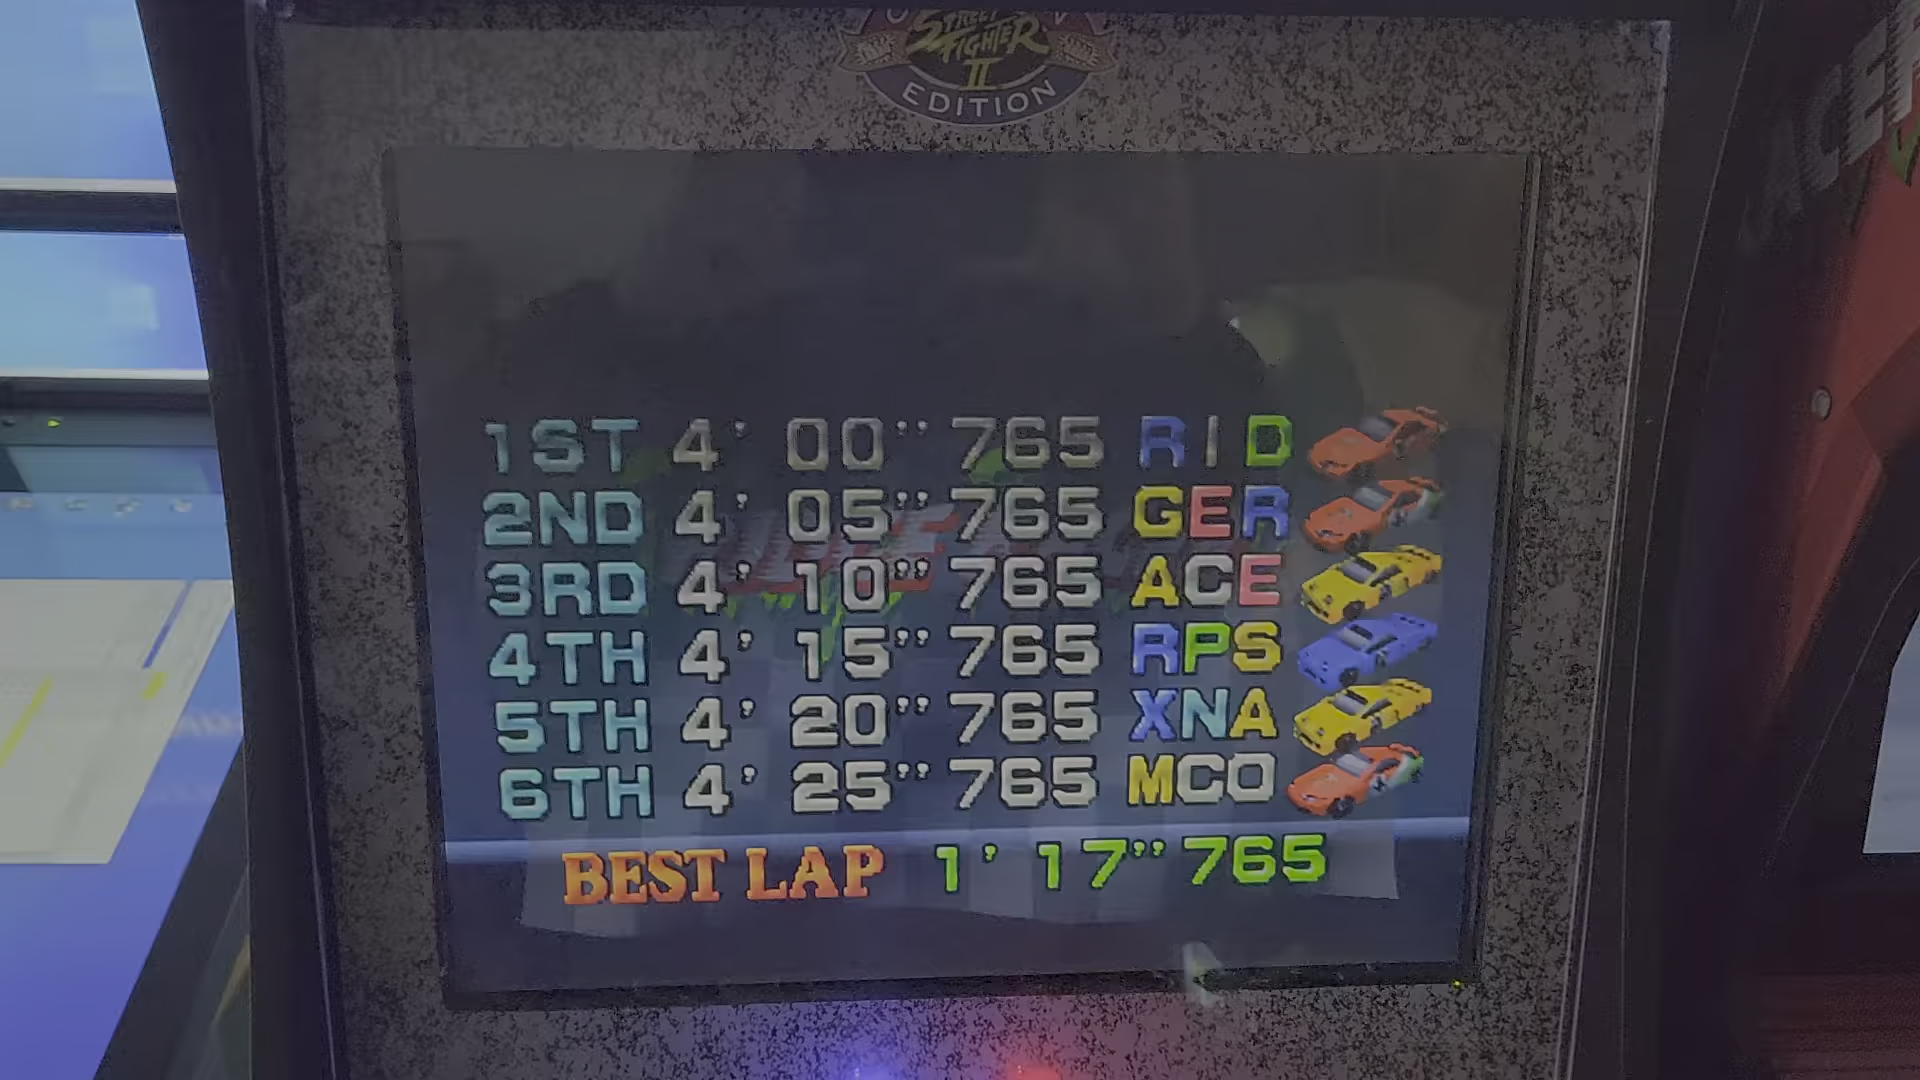 STREET
FIGHTER
II
EDITION
1ST 4' 00" 765 RID
2ND 4' 05" 765 GER
3RD 4' 10" 765 ACE
4TH 4' 15" 765 RPS
5TH 4' 20" 765 XNA
6TH 4' 25" 765 MCO
BEST LAP 1' 17" 765